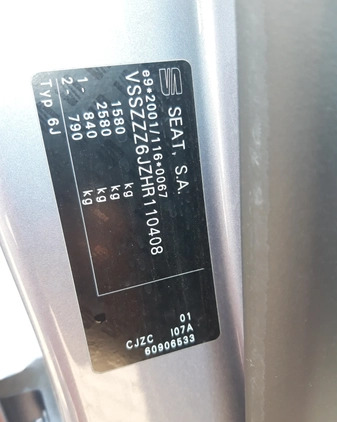 SEAT, S.A.
e9*2001/116*0067
VSSZZZ6JZHR110408
1580 kg
2580 kg
1- 840 kg
2- 790 kg
Typ 6J
01
CJZC I07A
60906533